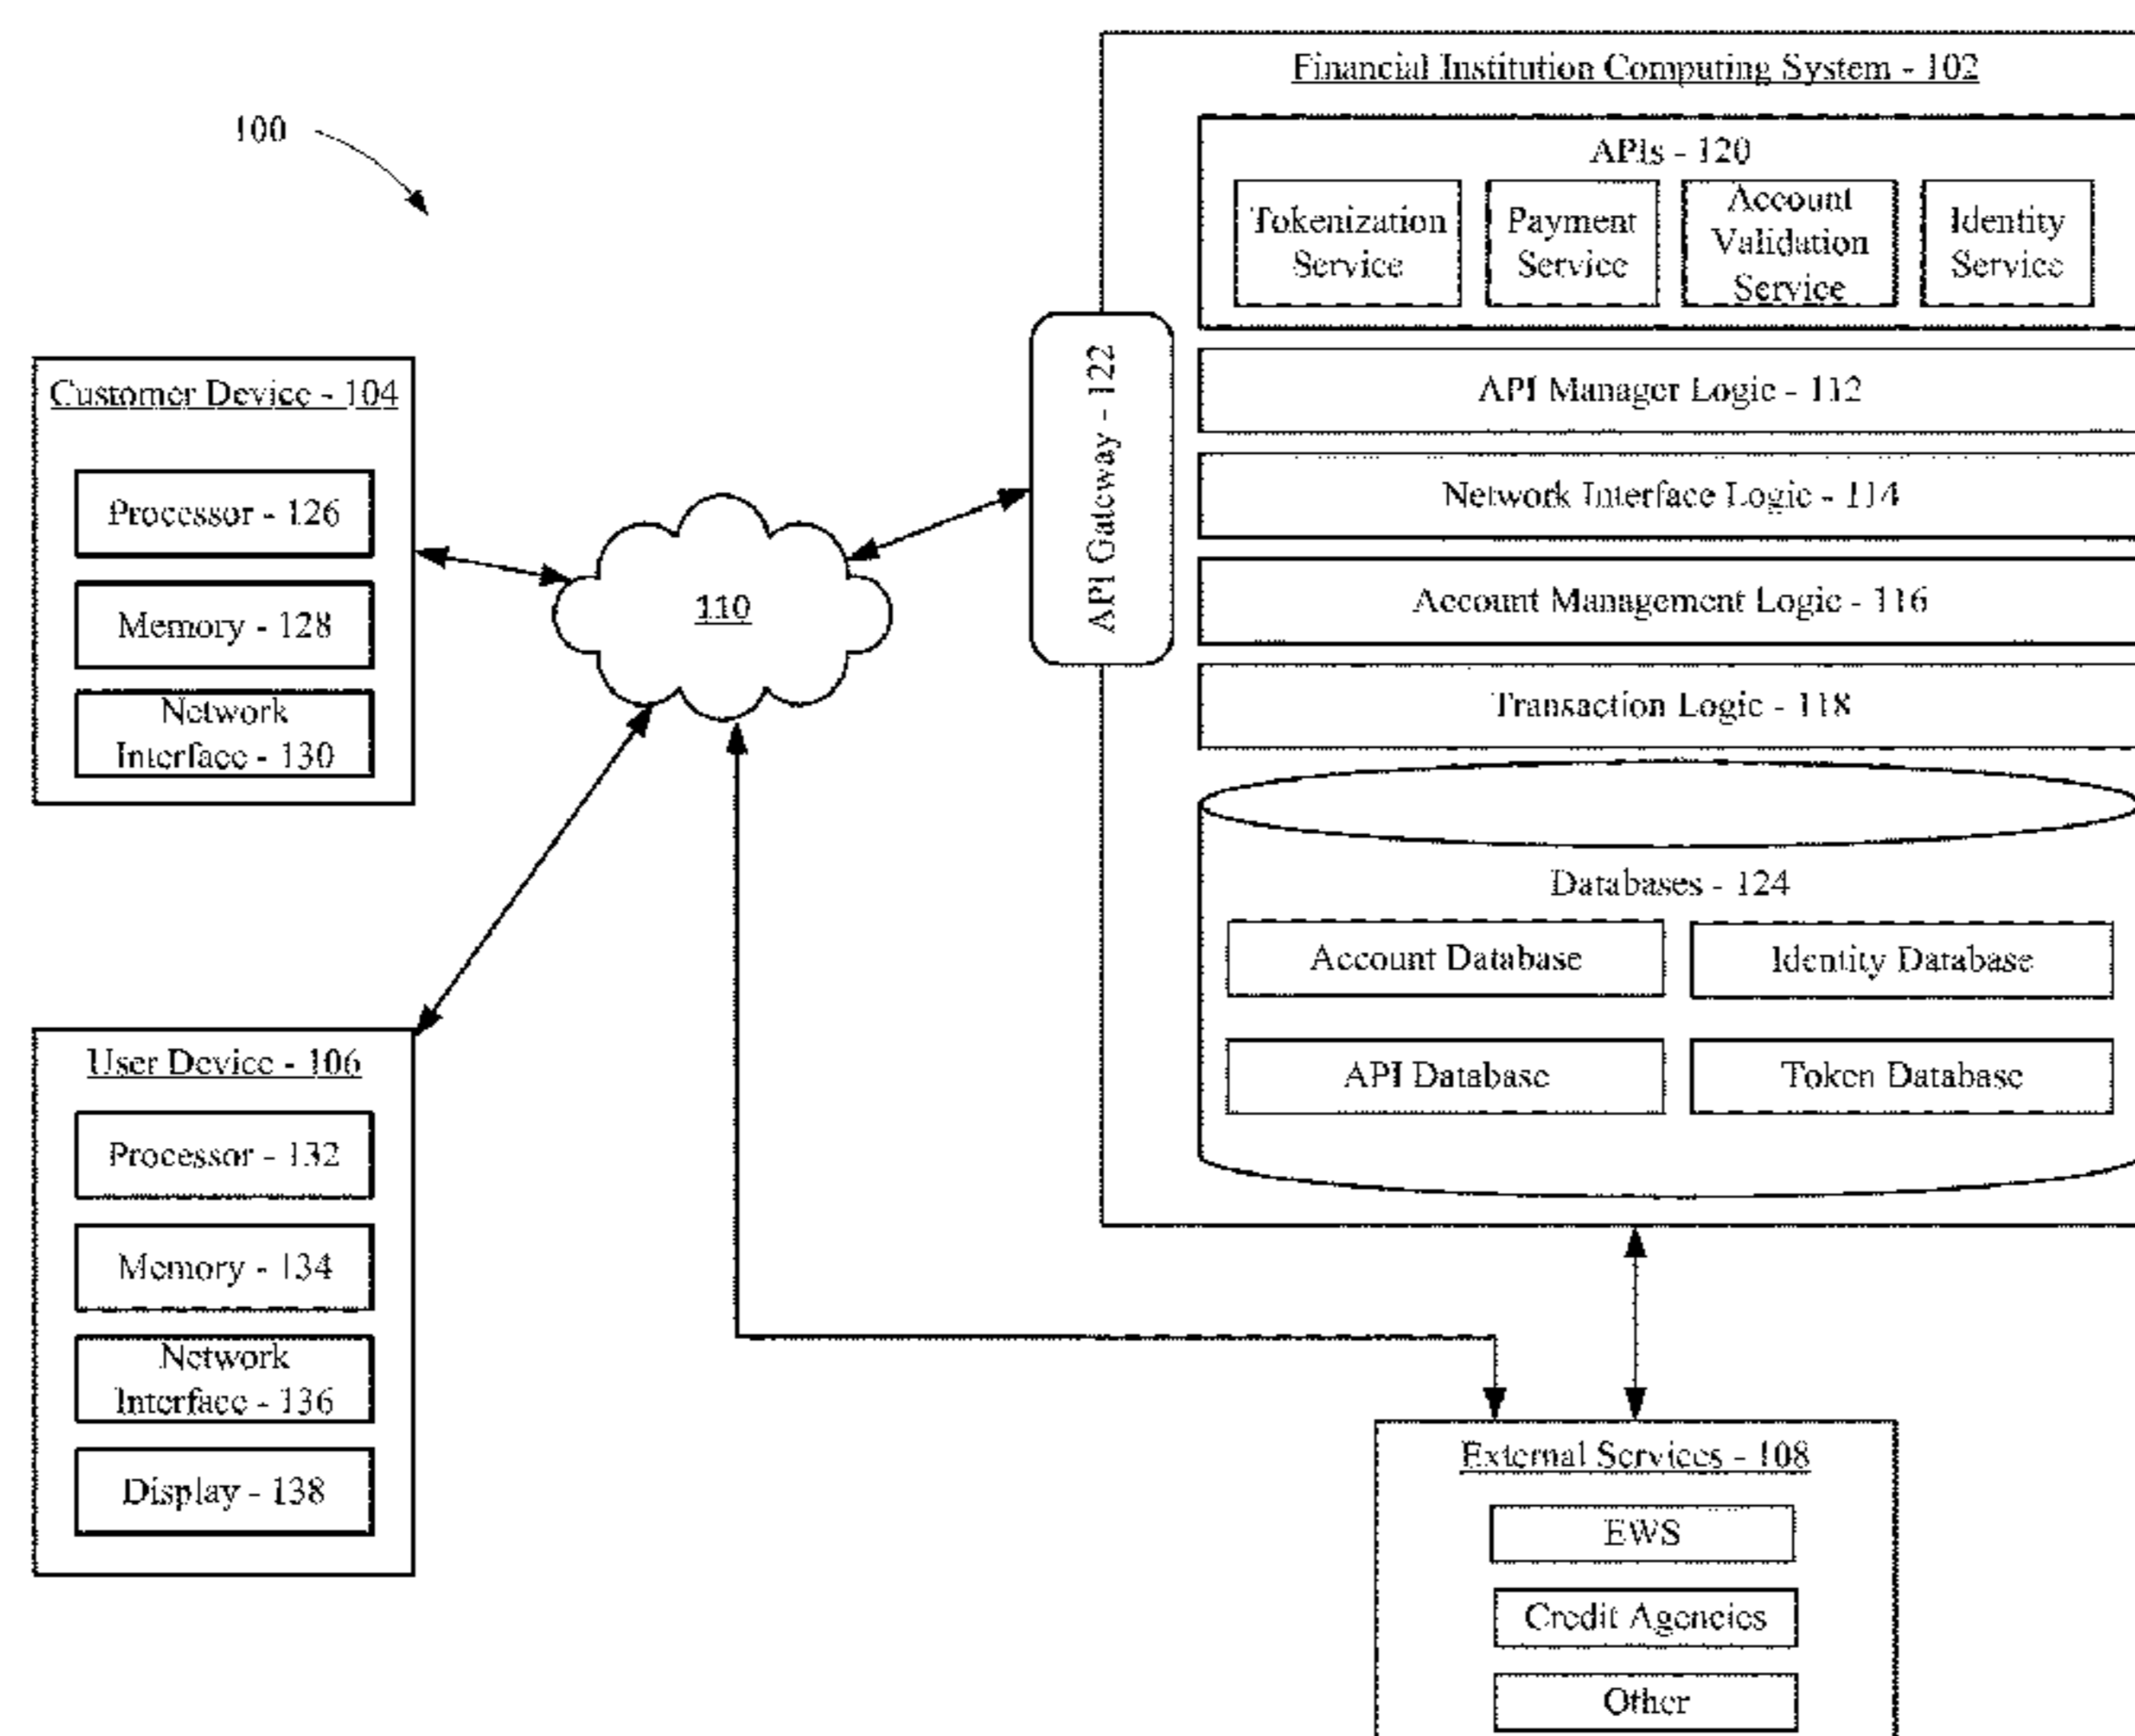 100
Financial Institution Computing System - 102
APIs - 120
Tokenization
Service
Payment
Service
Account
Validation
Service
Identity
Service
API Gateway - 122
API Manager Logic - 112
Network Interface Logic - 114
Account Management Logic - 116
Transaction Logic - 118
Databases - 124
Account Database
Identity Database
API Database
Token Database
Customer Device - 104
Processor - 126
Memory - 128
Network
Interface - 130
110
User Device - 106
Processor - 132
Memory - 134
Network
Interface - 136
Display - 138
External Services - 108
EWS
Credit Agencies
Other